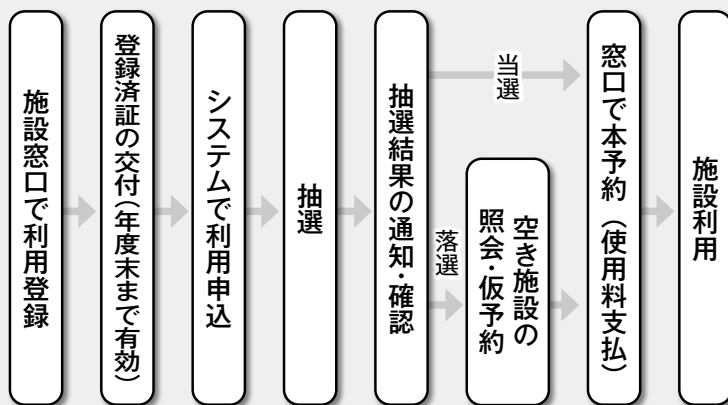 施設窓口で利用登録
登録済証の交付（年度末まで有効）
システムで利用申込
抽選
抽選結果の通知・確認
当選
落選
空き施設の
照会・仮予約
窓口で本予約（使用料支払）
施設利用